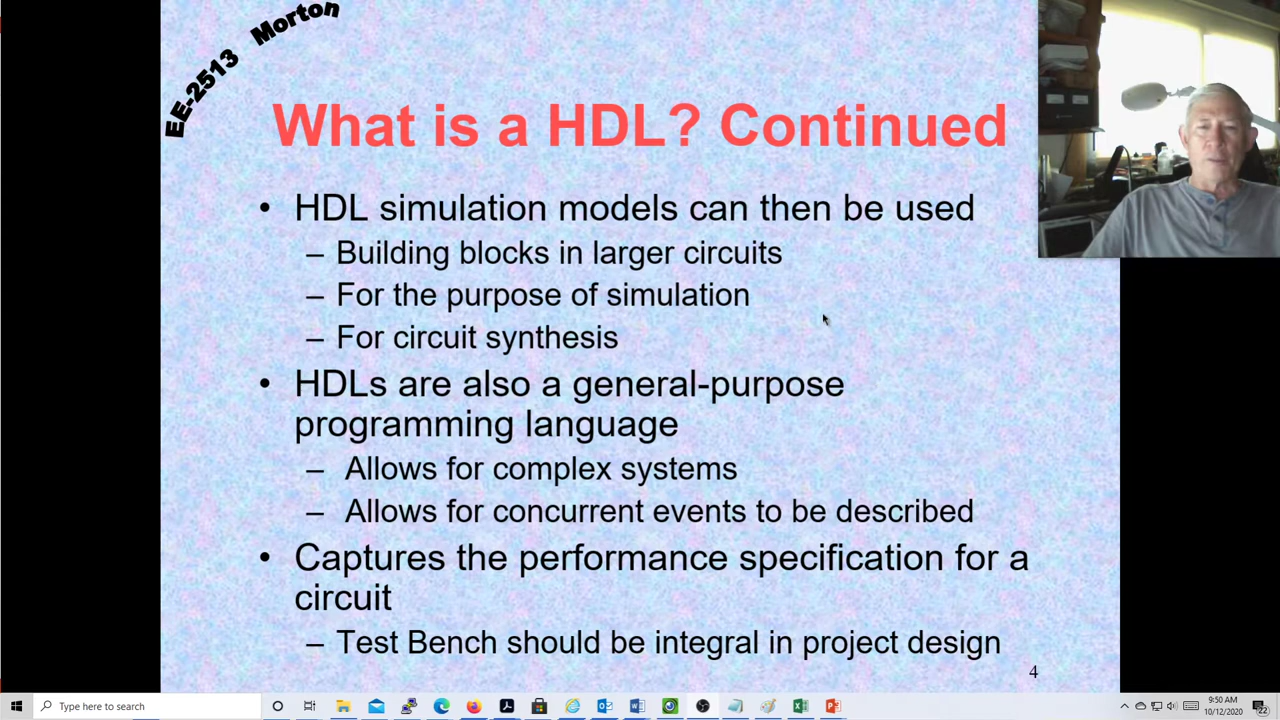 EE-2513 Morton
What is a HDL? Continued
• HDL simulation models can then be used
– Building blocks in larger circuits
– For the purpose of simulation
– For circuit synthesis
• HDLs are also a general-purpose
programming language
– Allows for complex systems
– Allows for concurrent events to be described
• Captures the performance specification for a
circuit
– Test Bench should be integral in project design
4
Type here to search
9:50 AM
10/12/2020
22